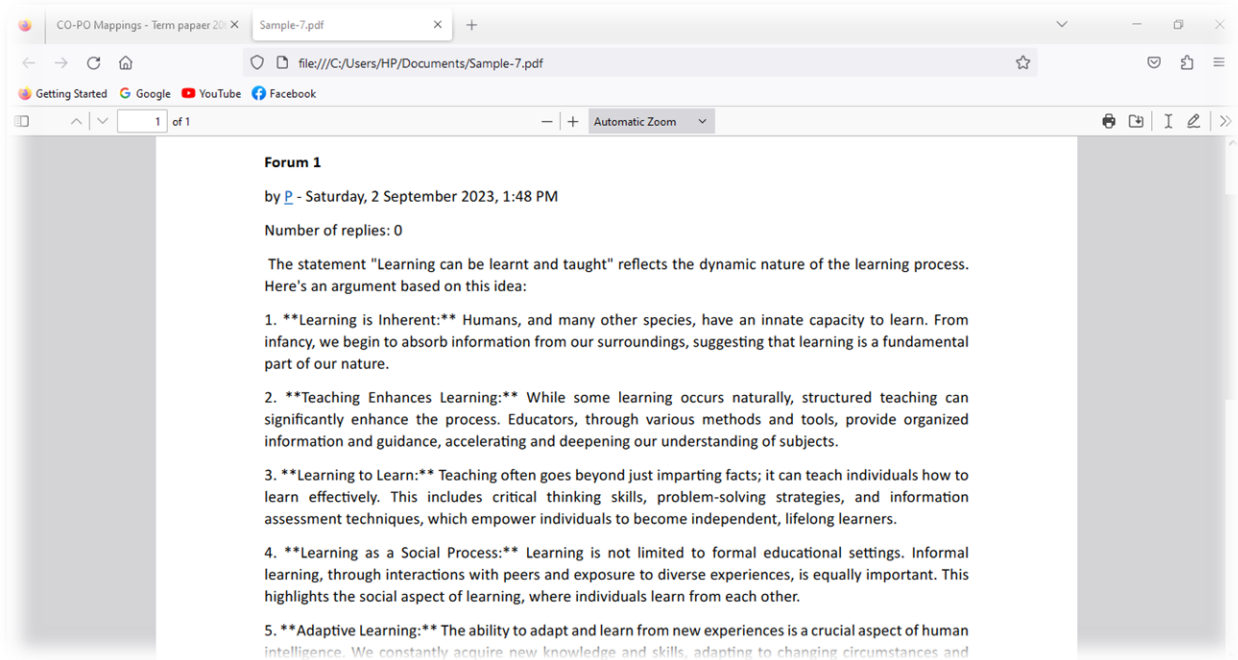 CO-PO Mappings - Term papaer 20
Sample-7.pdf
file:///C:/Users/HP/Documents/Sample-7.pdf
Getting Started Google YouTube Facebook
1 of 1 Automatic Zoom
Forum 1
by P - Saturday, 2 September 2023, 1:48 PM
Number of replies: 0
The statement "Learning can be learnt and taught" reflects the dynamic nature of the learning process.
Here's an argument based on this idea:
1. **Learning is Inherent:** Humans, and many other species, have an innate capacity to learn. From
infancy, we begin to absorb information from our surroundings, suggesting that learning is a fundamental
part of our nature.
2. **Teaching Enhances Learning:** While some learning occurs naturally, structured teaching can
significantly enhance the process. Educators, through various methods and tools, provide organized
information and guidance, accelerating and deepening our understanding of subjects.
3. **Learning to Learn:** Teaching often goes beyond just imparting facts; it can teach individuals how to
learn effectively. This includes critical thinking skills, problem-solving strategies, and information
assessment techniques, which empower individuals to become independent, lifelong learners.
4. **Learning as a Social Process:** Learning is not limited to formal educational settings. Informal
learning, through interactions with peers and exposure to diverse experiences, is equally important. This
highlights the social aspect of learning, where individuals learn from each other.
5. **Adaptive Learning:** The ability to adapt and learn from new experiences is a crucial aspect of human
intelligence. We constantly acquire new knowledge and skills, adapting to changing circumstances and